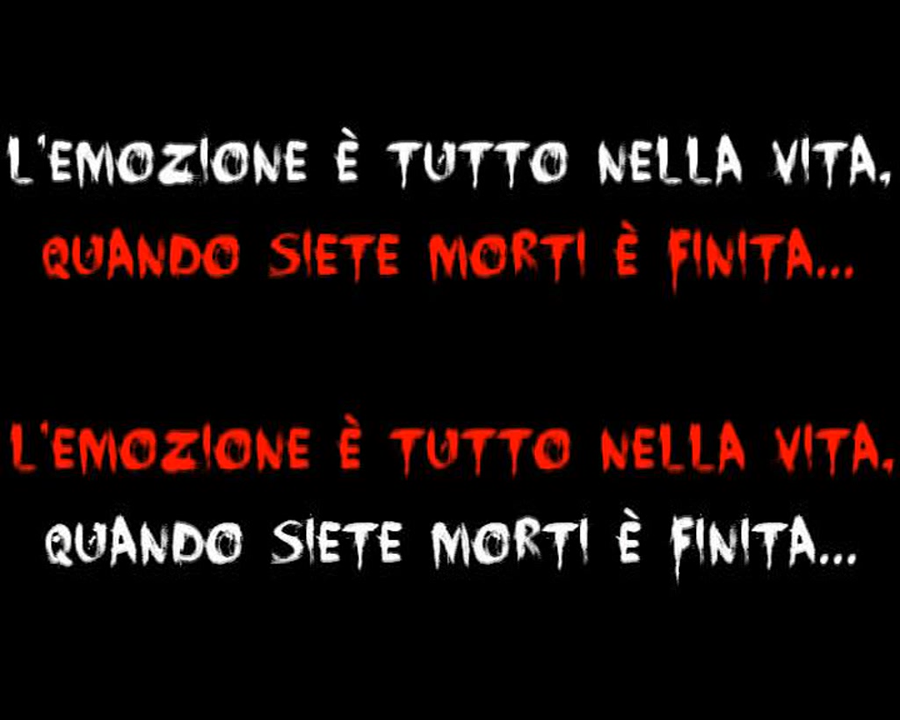 L'EMOZIONE È TUTTO NELLA VITA,
QUANDO SIETE MORTI È FINITA...
L'EMOZIONE È TUTTO NELLA VITA,
QUANDO SIETE MORTI È FINITA...